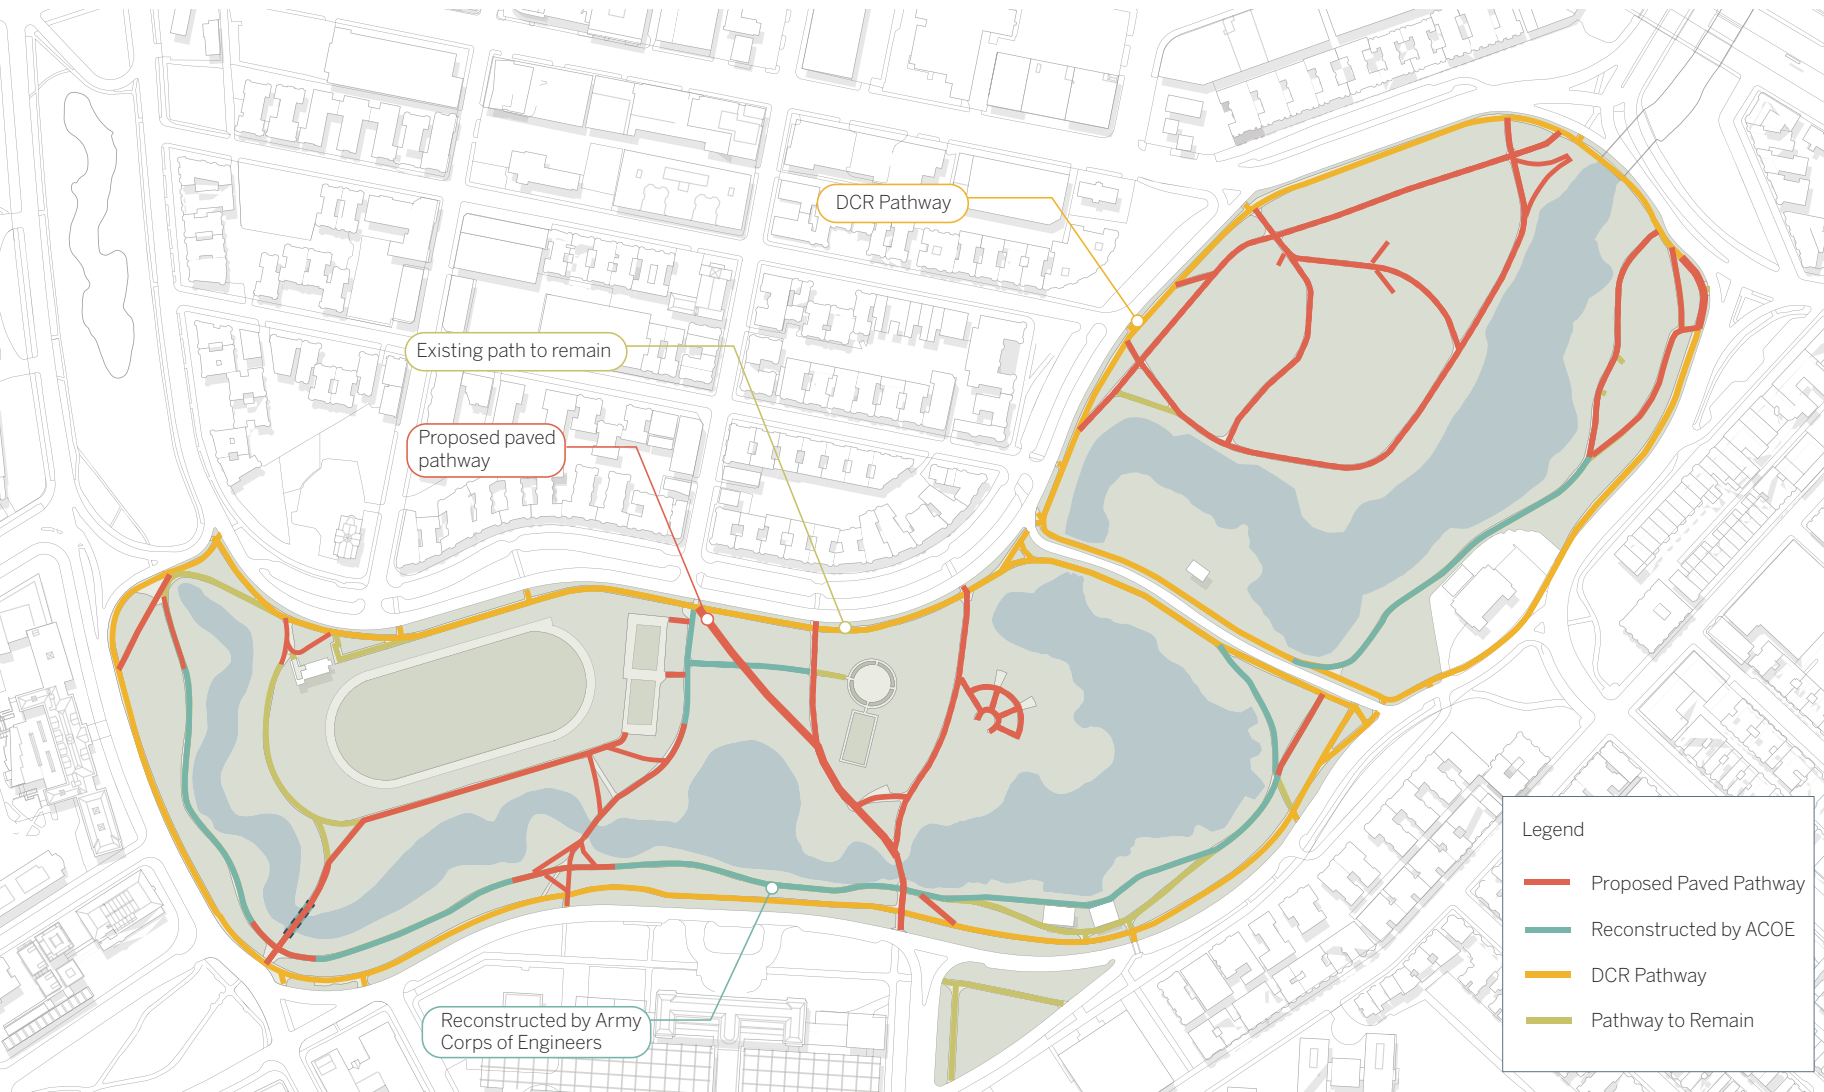 DCR Pathway
Existing path to remain
Proposed paved
pathway
Reconstructed by Army
Corps of Engineers
Legend
Proposed Paved Pathway
Reconstructed by ACOE
DCR Pathway
Pathway to Remain